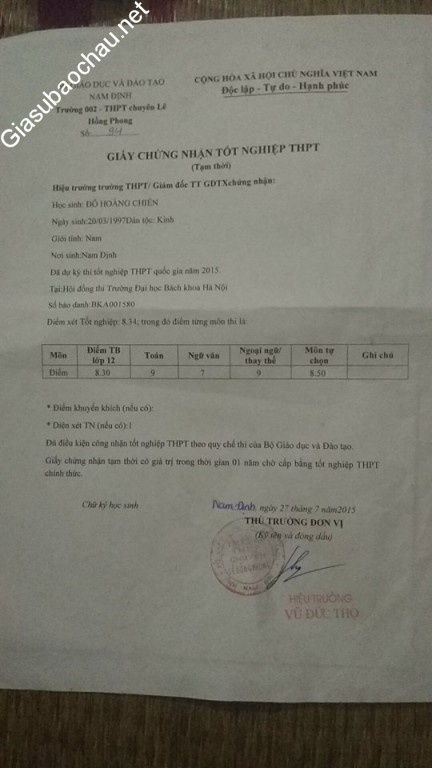 Giasubaochau.net
GIÁO DỤC VÀ ĐÀO TẠO
NAM ĐỊNH
Trường 002 - THPT chuyên Lê
Hồng Phong
Số 94
CỘNG HÒA XÃ HỘI CHỦ NGHĨA VIỆT NAM
Độc lập - Tự do - Hạnh phúc
GIẤY CHỨNG NHẬN TỐT NGHIỆP THPT
(Tạm thời)
Hiệu trưởng trường THPT/ Giám đốc TT GDTXchứng nhận:
Học sinh: ĐỖ HOÀNG CHIẾN
Ngày sinh:20/03/1997Dân tộc: Kinh
Giới tính: Nam
Nơi sinh:Nam Định
Đã dự kỳ thi tốt nghiệp THPT quốc gia năm 2015.
Tại:Hội đồng thi Trường Đại học Bách khoa Hà Nội
Số báo danh:BKA001580
Điểm xét Tốt nghiệp: 8.34; trong đó điểm từng môn thi là:
Môn Điểm TB lớp 12 Toán Ngữ văn Ngoại ngữ/ thay thế Môn tự chọn Ghi chú
Điểm 8.30 9 7 9 8.50
* Điểm khuyến khích (nếu có):
* Diện xét TN (nếu có):1
Đủ điều kiện công nhận tốt nghiệp THPT theo quy chế thi của Bộ Giáo dục và Đào tạo.
Giấy chứng nhận tạm thời có giá trị trong thời gian 01 năm chờ cấp bằng tốt nghiệp THPT
chính thức.
Chữ ký học sinh
Nam Định, ngày 27 tháng 7 năm2015
THỦ TRƯỞNG ĐƠN VỊ
(Ký tên và đóng dấu)
HIỆU TRƯỞNG
VŨ ĐỨC THỌ